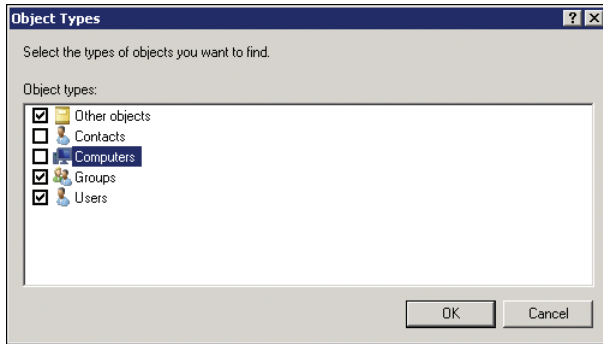 Object Types
Select the types of objects you want to find.
Object types:
Other objects
Contacts
Computers
Groups
Users
OK Cancel